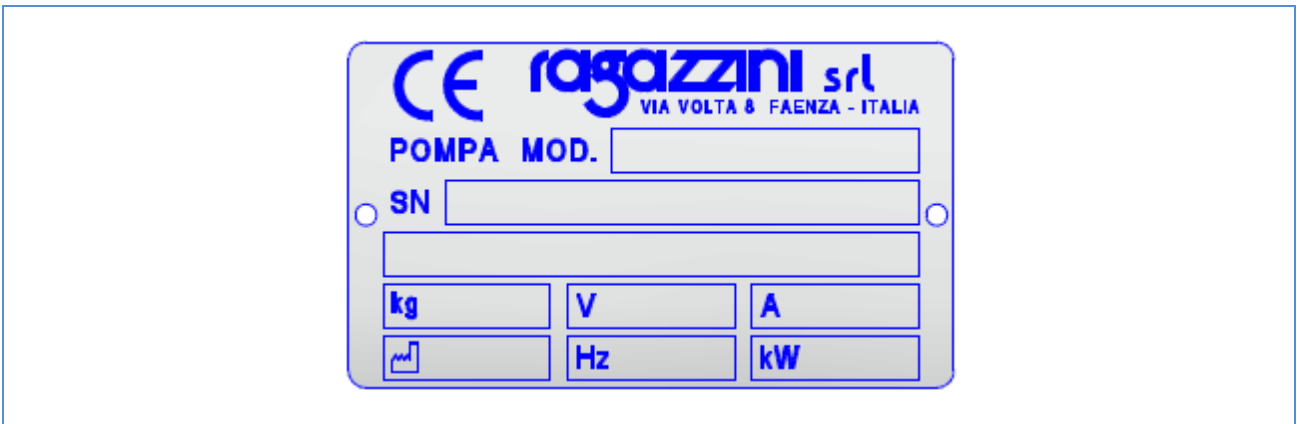 CE ragazzini srl
VIA VOLTA 8 FAENZA - ITALIA
POMPA MOD.
SN
kg V A
Hz kW